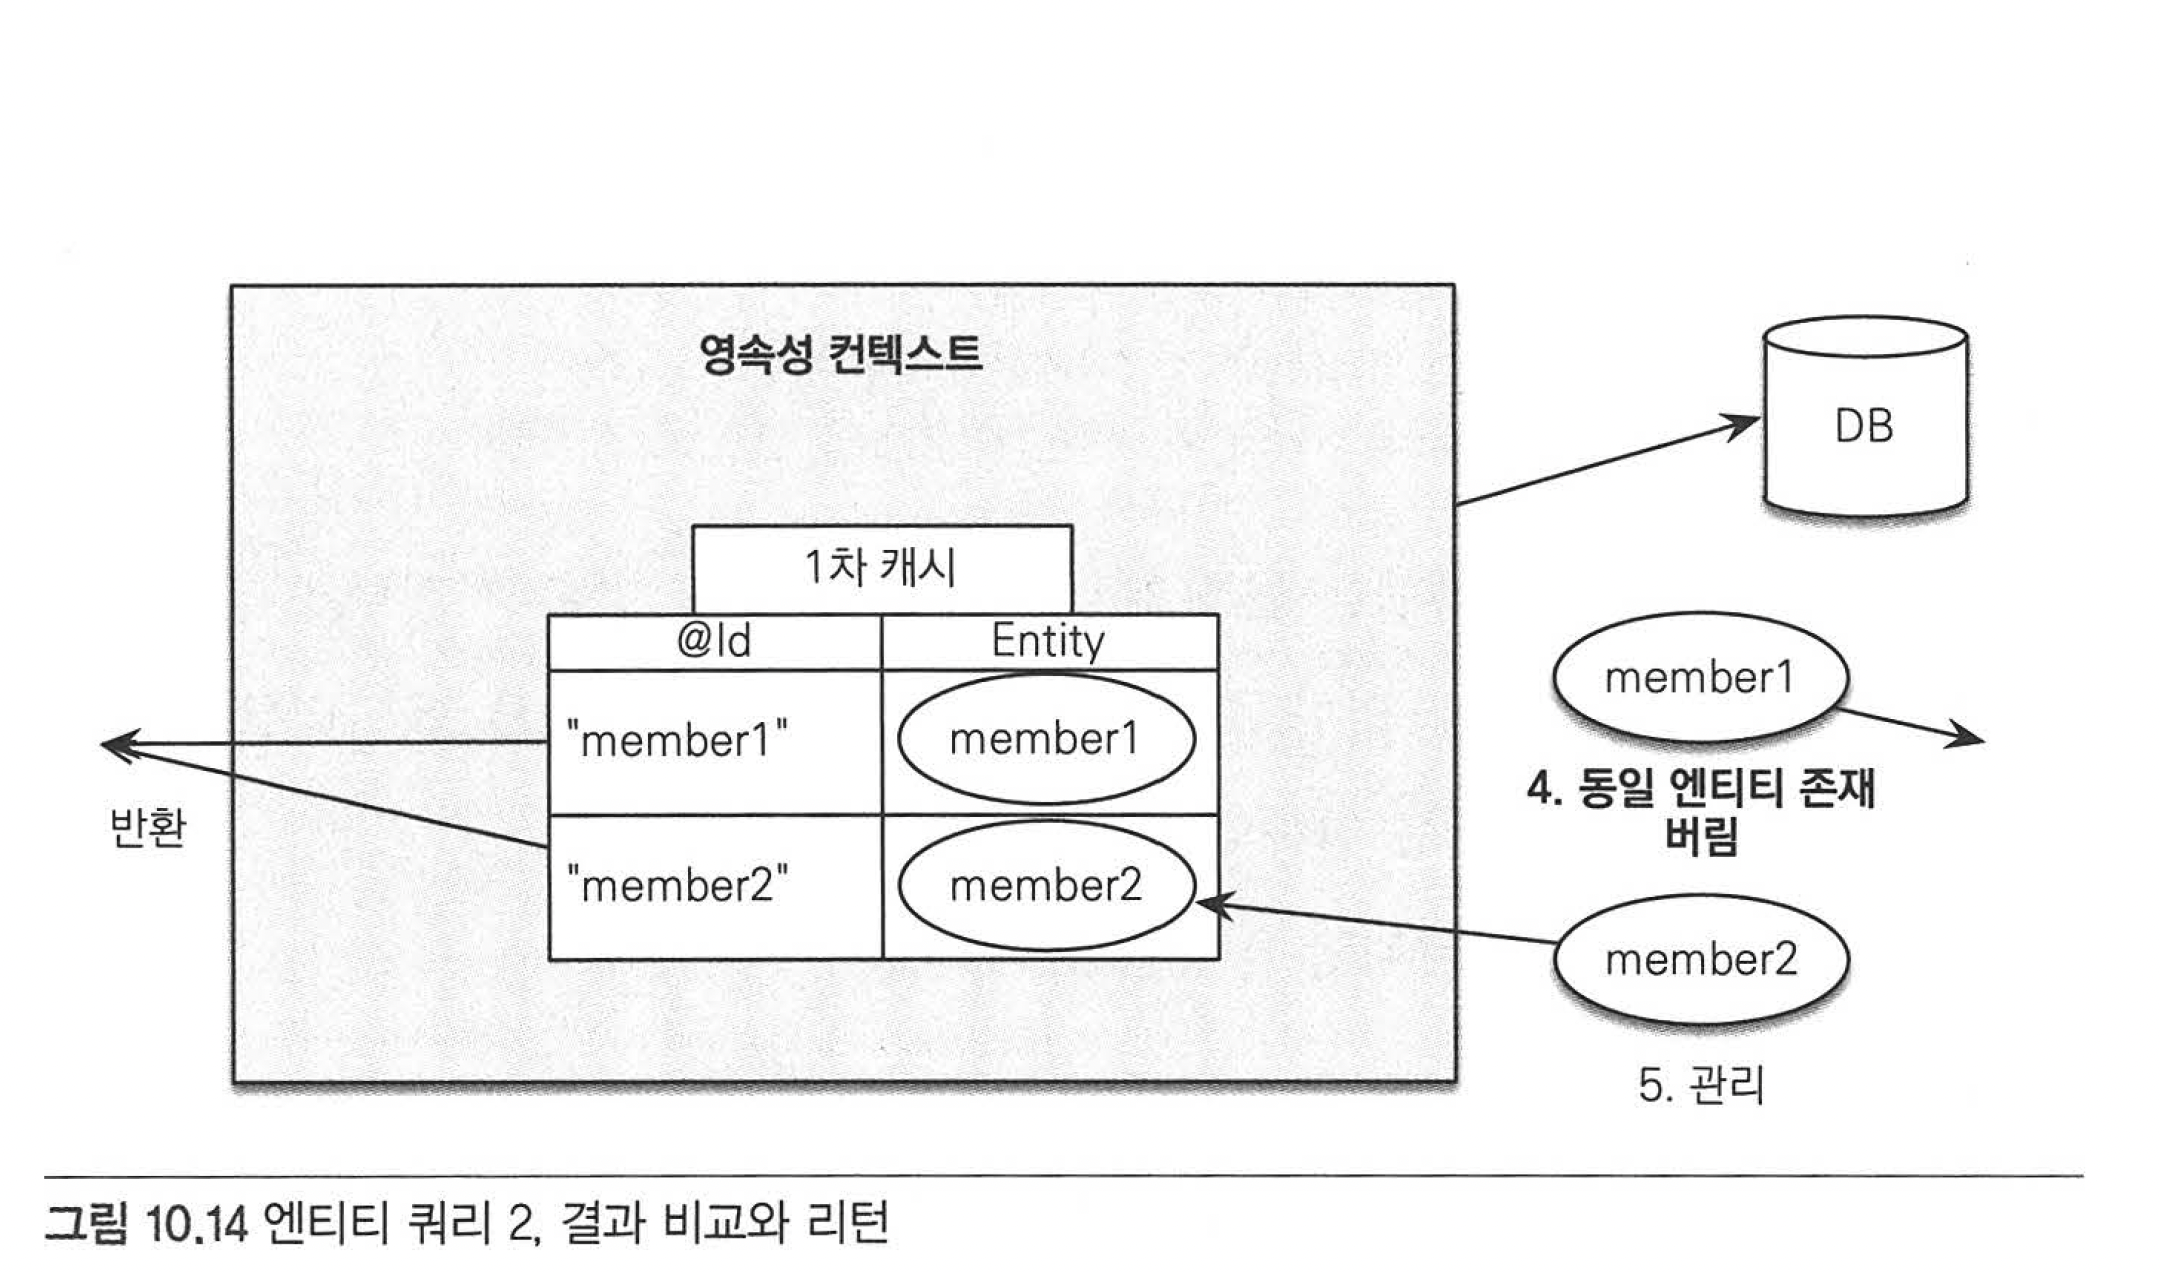 영속성 컨텍스트
DB
1차 캐시
@Id Entity
"member1" member1
"member2" member2
반환
member1
4. 동일 엔티티 존재
버림
member2
5. 관리
그림 10.14 엔티티 쿼리 2, 결과 비교와 리턴